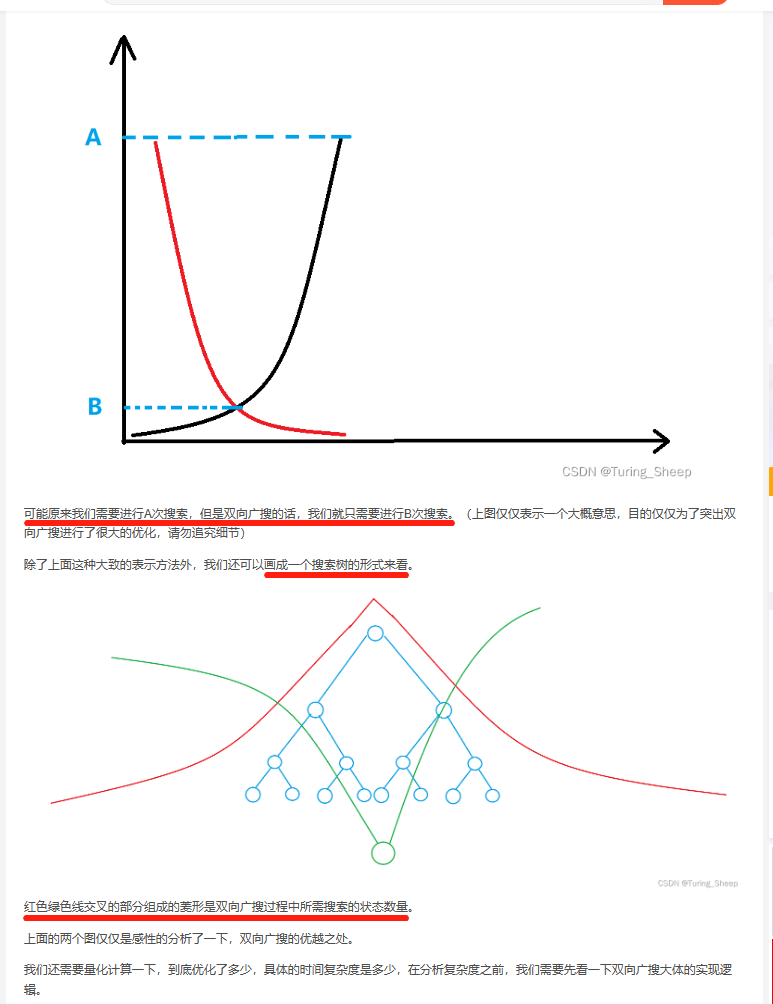 A
B
CSDN @Turing_Sheep
可能原来我们需要进行A次搜索，但是双向广搜的话，我们就只需要进行B次搜索。（上图仅仅表示一个大概意思，目的仅仅为了突出双
向广搜进行了很大的优化，请勿追究细节）
除了上面这种大致的表示方法外，我们还可以画成一个搜索树的形式来看。
CSDN @Turing_Sheep
红色绿色线交叉的部分组成的菱形是双向广搜过程中所需搜索的状态数量。
上面的两个图仅仅是感性的分析了一下，双向广搜的优越之处。
我们还需要量化计算一下，到底优化了多少，具体的时间复杂度是多少，在分析复杂度之前，我们需要先看一下双向广搜大体的实现逻
辑。